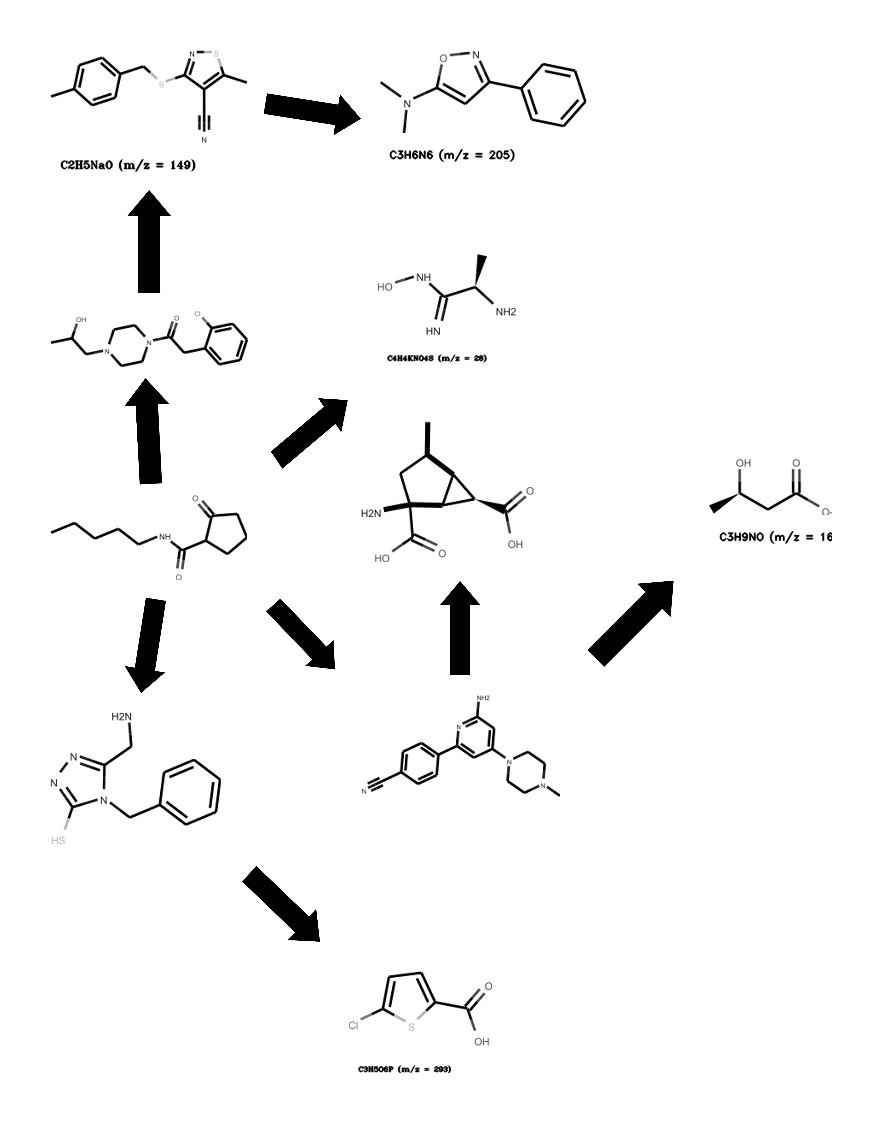 N
S
S
N
C2H5NaO (m/z = 149)
O
N
N
C3H6N6 (m/z = 205)
HO
NH
NH2
HN
C4H4KNO4S (m/z = 28)
OH
N
N
O
Cl
O
NH
O
H2N
HO
O
O
OH
OH
O
O-
C3H9NO (m/z = 16
H2N
N
N
N
HS
NH2
N
N
N
N
Cl
S
O
OH
C3H5O6P (m/z = 293)